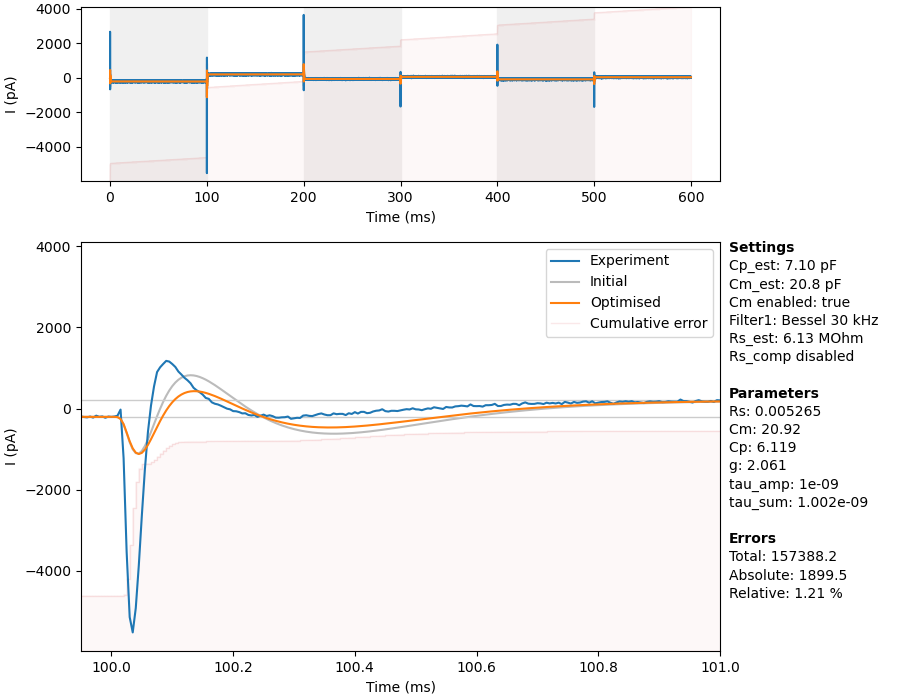 4000
2000
0
−2000
−4000
I (pA)
0 100 200 300 400 500 600
Time (ms)
4000
2000
0
−2000
−4000
I (pA)
100.0 100.2 100.4 100.6 100.8 101.0
Time (ms)
Experiment
Initial
Optimised
Cumulative error
Settings
Cp_est: 7.10 pF
Cm_est: 20.8 pF
Cm enabled: true
Filter1: Bessel 30 kHz
Rs_est: 6.13 MOhm
Rs_comp disabled
Parameters
Rs: 0.005265
Cm: 20.92
Cp: 6.119
g: 2.061
tau_amp: 1e-09
tau_sum: 1.002e-09
Errors
Total: 157388.2
Absolute: 1899.5
Relative: 1.21 %